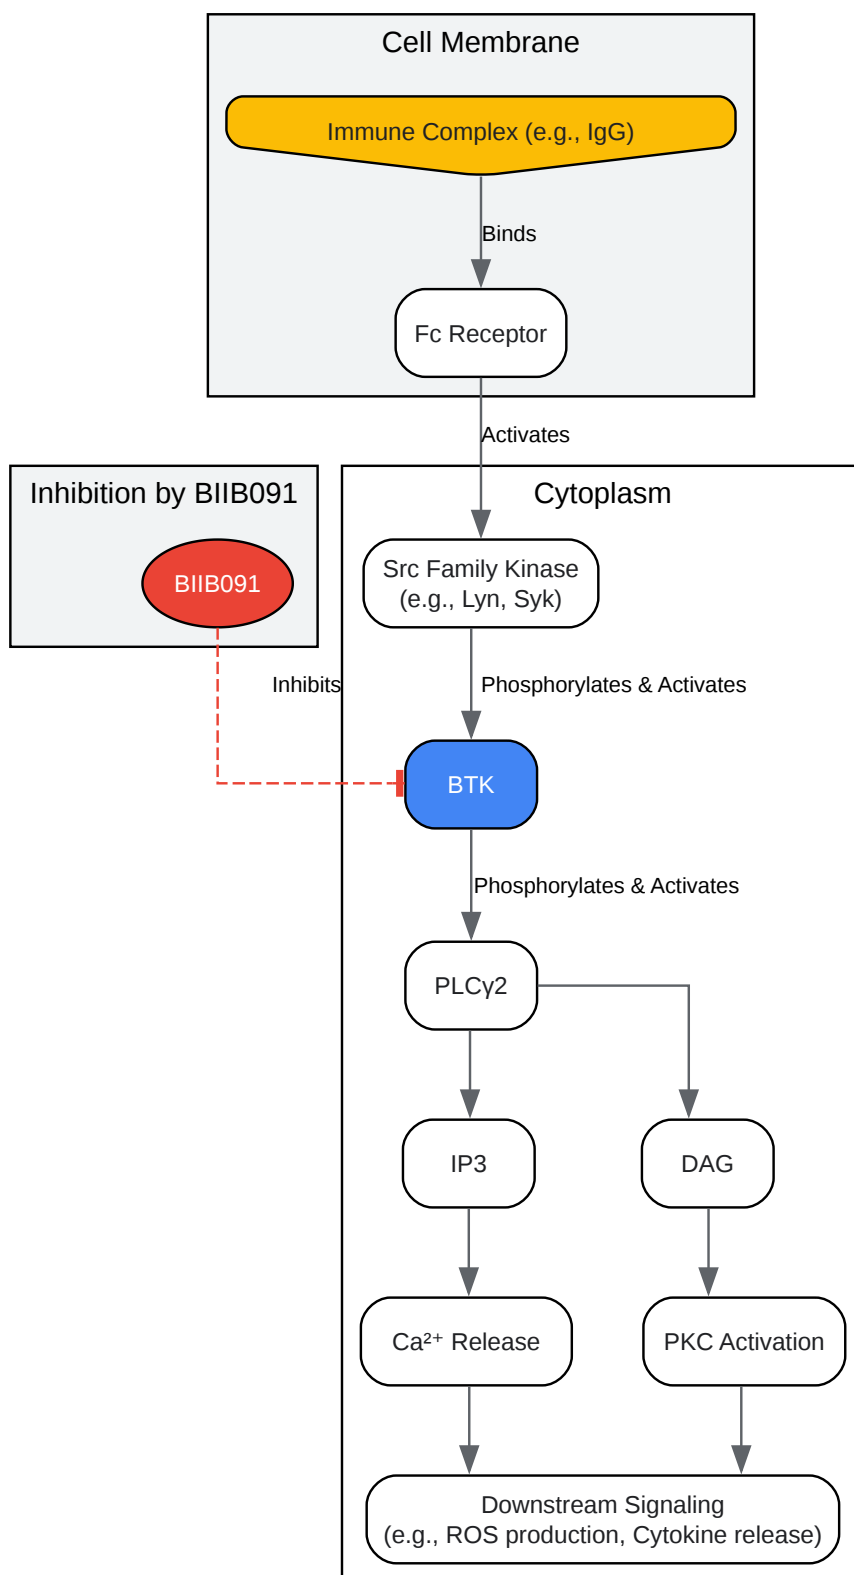 Cell Membrane
Immune Complex (e.g., IgG)
Binds
Fc Receptor
Activates
Inhibition by BIIB091
Cytoplasm
BIIB091
Src Family Kinase
(e.g., Lyn, Syk)
Inhibits
Phosphorylates & Activates
BTK
Phosphorylates & Activates
PLCγ2
IP3
DAG
Ca²⁺ Release
PKC Activation
Downstream Signaling
(e.g., ROS production, Cytokine release)